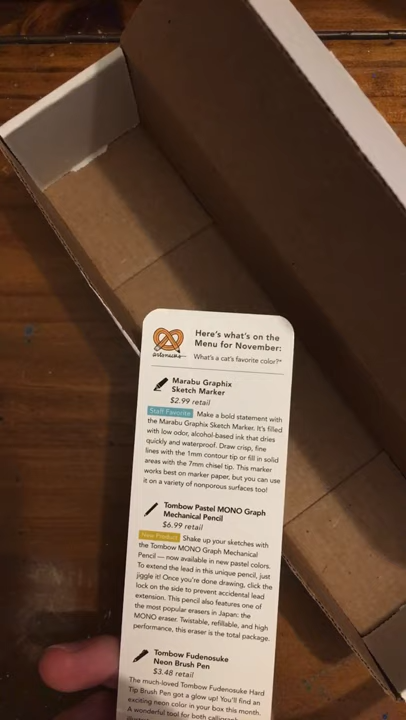 Here's what's on the
Menu for November:
What's a cat's favorite color?*
Marabu Graphix
Sketch Marker
$2.99 retail
Staff Favorite Make a bold statement with
the Marabu Graphix Sketch Marker. It's filled
with low odor, alcohol-based ink that dries
quickly and waterproof. Draw crisp, fine
lines with the 1mm contour tip or fill in solid
areas with the 7mm chisel tip. This marker
works best on marker paper, but you can use
it on a variety of nonporous surfaces too!
Tombow Pastel MONO Graph
Mechanical Pencil
$6.99 retail
New Product Shake up your sketches with
the Tombow MONO Graph Mechanical
Pencil — now available in new pastel colors.
To extend the lead in this unique pencil, just
jiggle it! Once you're done drawing, click the
lock on the side to prevent accidental lead
extension. This pencil also features one of
the most popular erasers in Japan: the
MONO eraser. Twistable, refillable, and high
performance, this eraser is the total package.
Tombow Fudenosuke
Neon Brush Pen
$3.48 retail
The much-loved Tombow Fudenosuke Hard
Tip Brush Pen got a glow up! You'll find an
exciting neon color in your box this month.
A wonderful tool for both